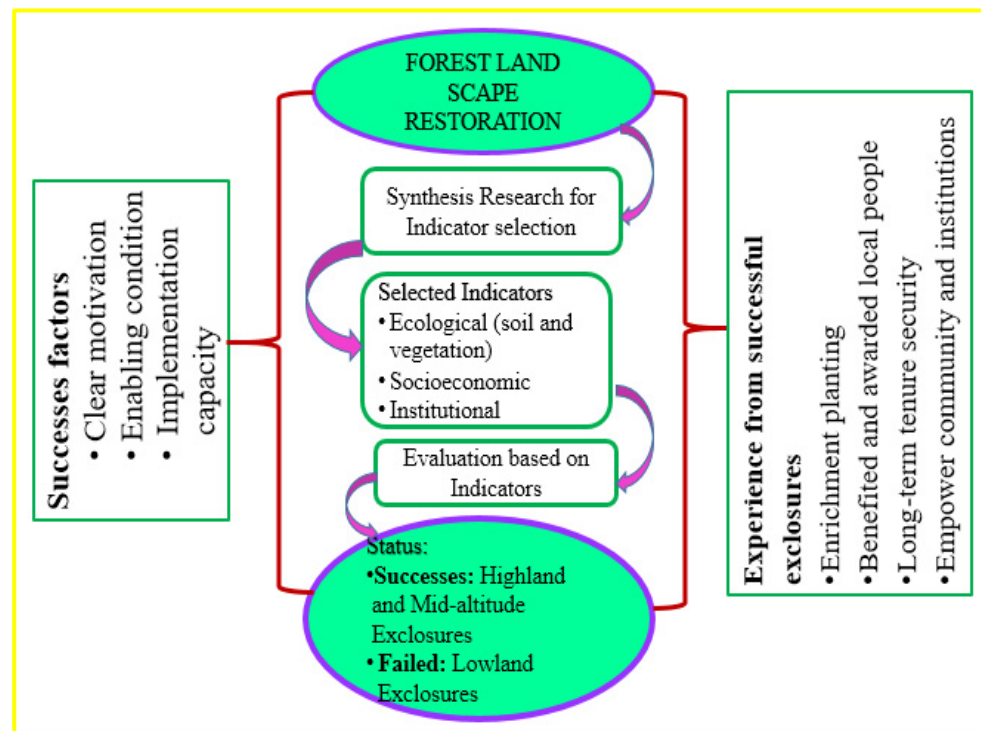 FOREST LAND
SCAPE
RESTORATION
Synthesis Research for
Indicator selection
Selected Indicators
•Ecological (soil and
vegetation)
•Socioeconomic
•Institutional
Evaluation based on
Indicators
Status:
•Successes: Highland
and Mid-altitude
Exclosures
•Failed: Lowland
Exclosures
Successes factors
• Clear motivation
• Enabling condition
• Implementation
capacity
Experience from successful
exclosures
•Enrichment planting
•Benefited and awarded local people
•Long-term tenure security
•Empower community and institutions